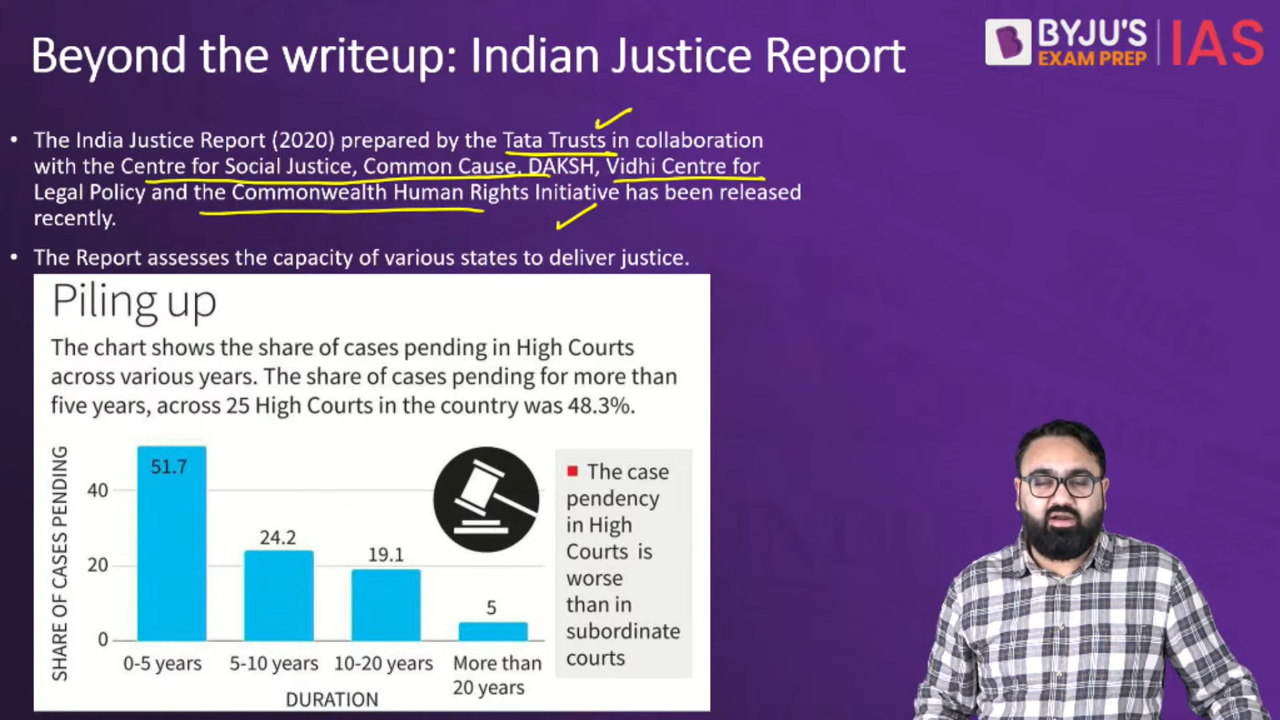 Beyond the writeup: Indian Justice Report
BYJU'S
EXAM PREP
IAS
• The India Justice Report (2020) prepared by the Tata Trusts in collaboration
with the Centre for Social Justice, Common Cause, DAKSH, Vidhi Centre for
Legal Policy and the Commonwealth Human Rights Initiative has been released
recently.
• The Report assesses the capacity of various states to deliver justice.
Piling up
The chart shows the share of cases pending in High Courts
across various years. The share of cases pending for more than
five years, across 25 High Courts in the country was 48.3%.
SHARE OF CASES PENDING
40
20
0
51.7
24.2
19.1
5
0-5 years
5-10 years
10-20 years
More than
20 years
DURATION
The case
pendency
in High
Courts is
worse
than in
subordinate
courts